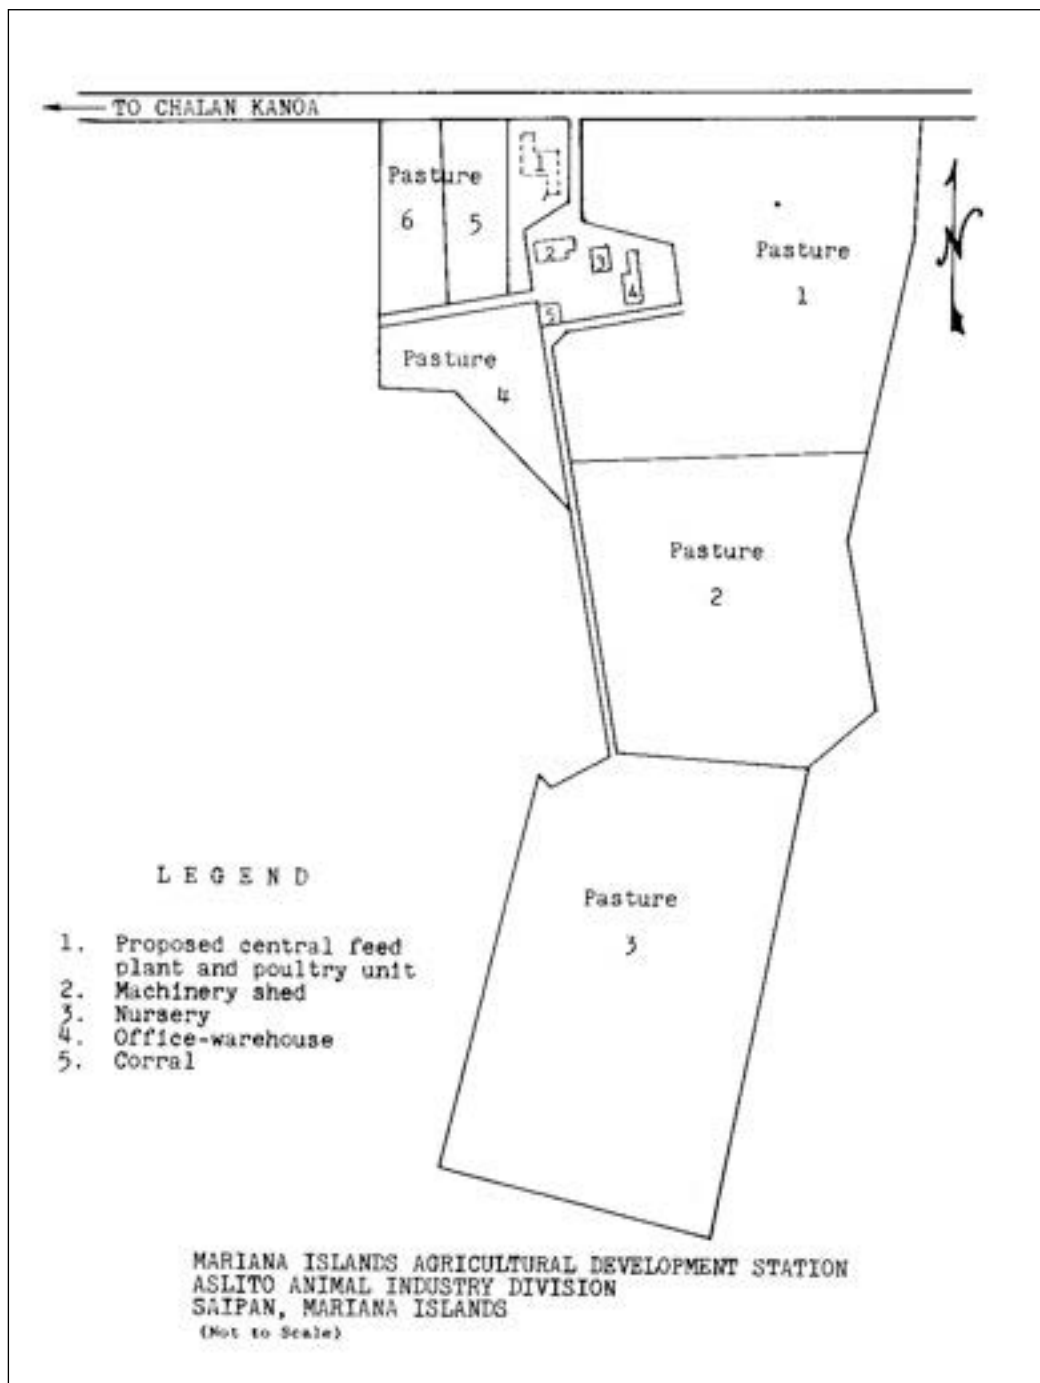 TO CHALAN KANOA
1
Pasture
6 5
2
3
4
5
Pasture
1
N
Pasture
4
Pasture
2
Pasture
3
LEGEND
1. Proposed central feed
plant and poultry unit
2. Machinery shed
3. Nursery
4. Office-warehouse
5. Corral
MARIANA ISLANDS AGRICULTURAL DEVELOPMENT STATION
ASLITO ANIMAL INDUSTRY DIVISION
SAIPAN, MARIANA ISLANDS
(Not to Scale)